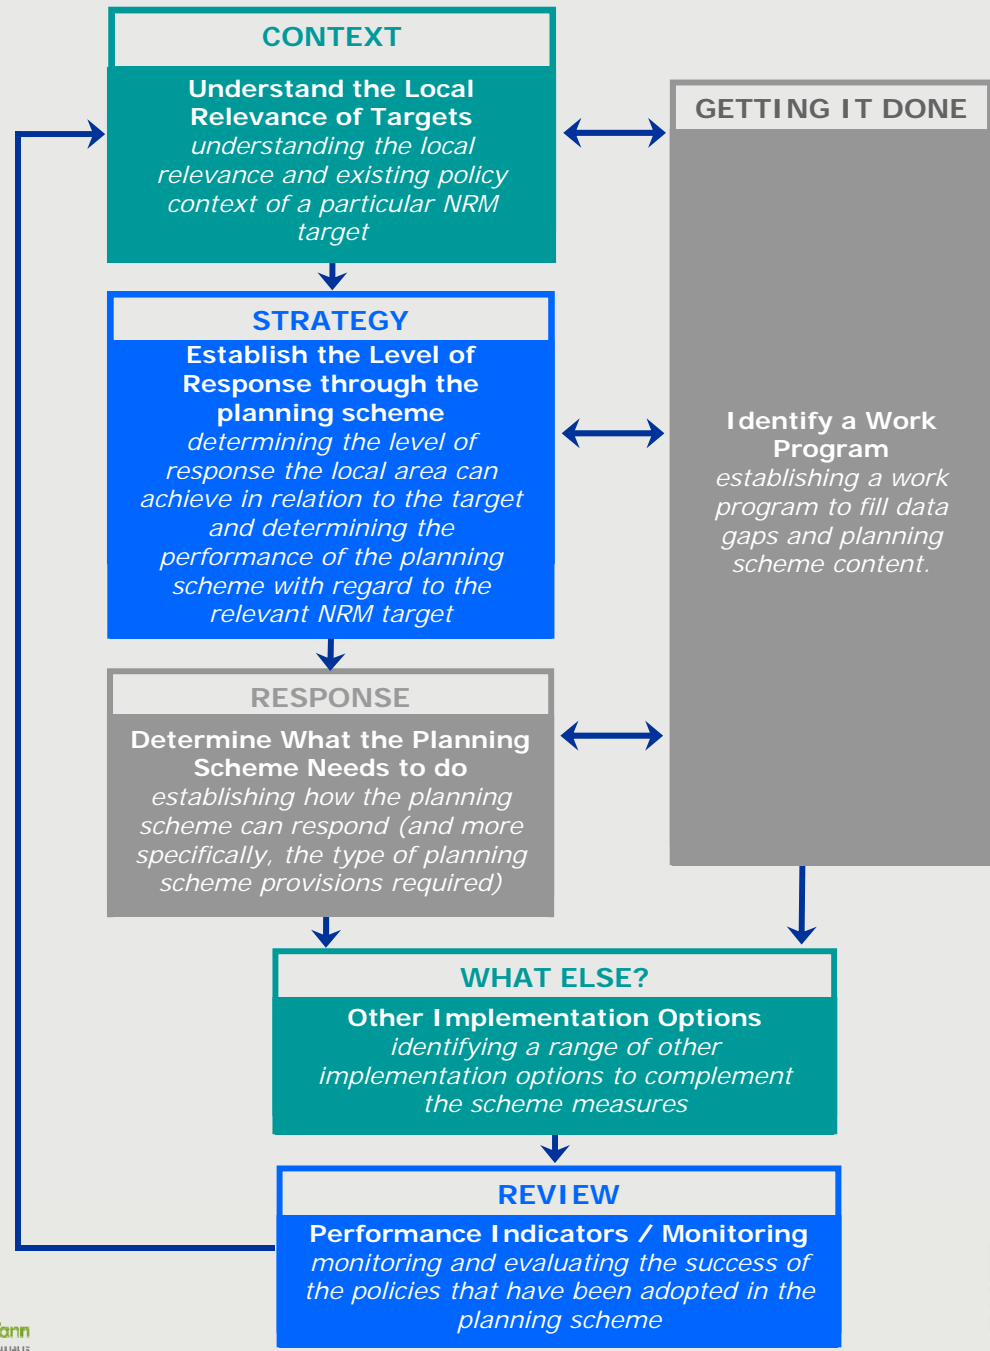 CONTEXT
Understand the Local
Relevance of Targets
understanding the local
relevance and existing policy
context of a particular NRM
target
GETTING IT DONE
Identify a Work
Program
establishing a work
program to fill data
gaps and planning
scheme content.
STRATEGY
Establish the Level of
Response through the
planning scheme
determining the level of
response the local area can
achieve in relation to the target
and determining the
performance of the planning
scheme with regard to the
relevant NRM target
RESPONSE
Determine What the Planning
Scheme Needs to do
establishing how the planning
scheme can respond (and more
specifically, the type of planning
scheme provisions required)
WHAT ELSE?
Other Implementation Options
identifying a range of other
implementation options to complement
the scheme measures
REVIEW
Performance Indicators / Monitoring
monitoring and evaluating the success of
the policies that have been adopted in the
planning scheme